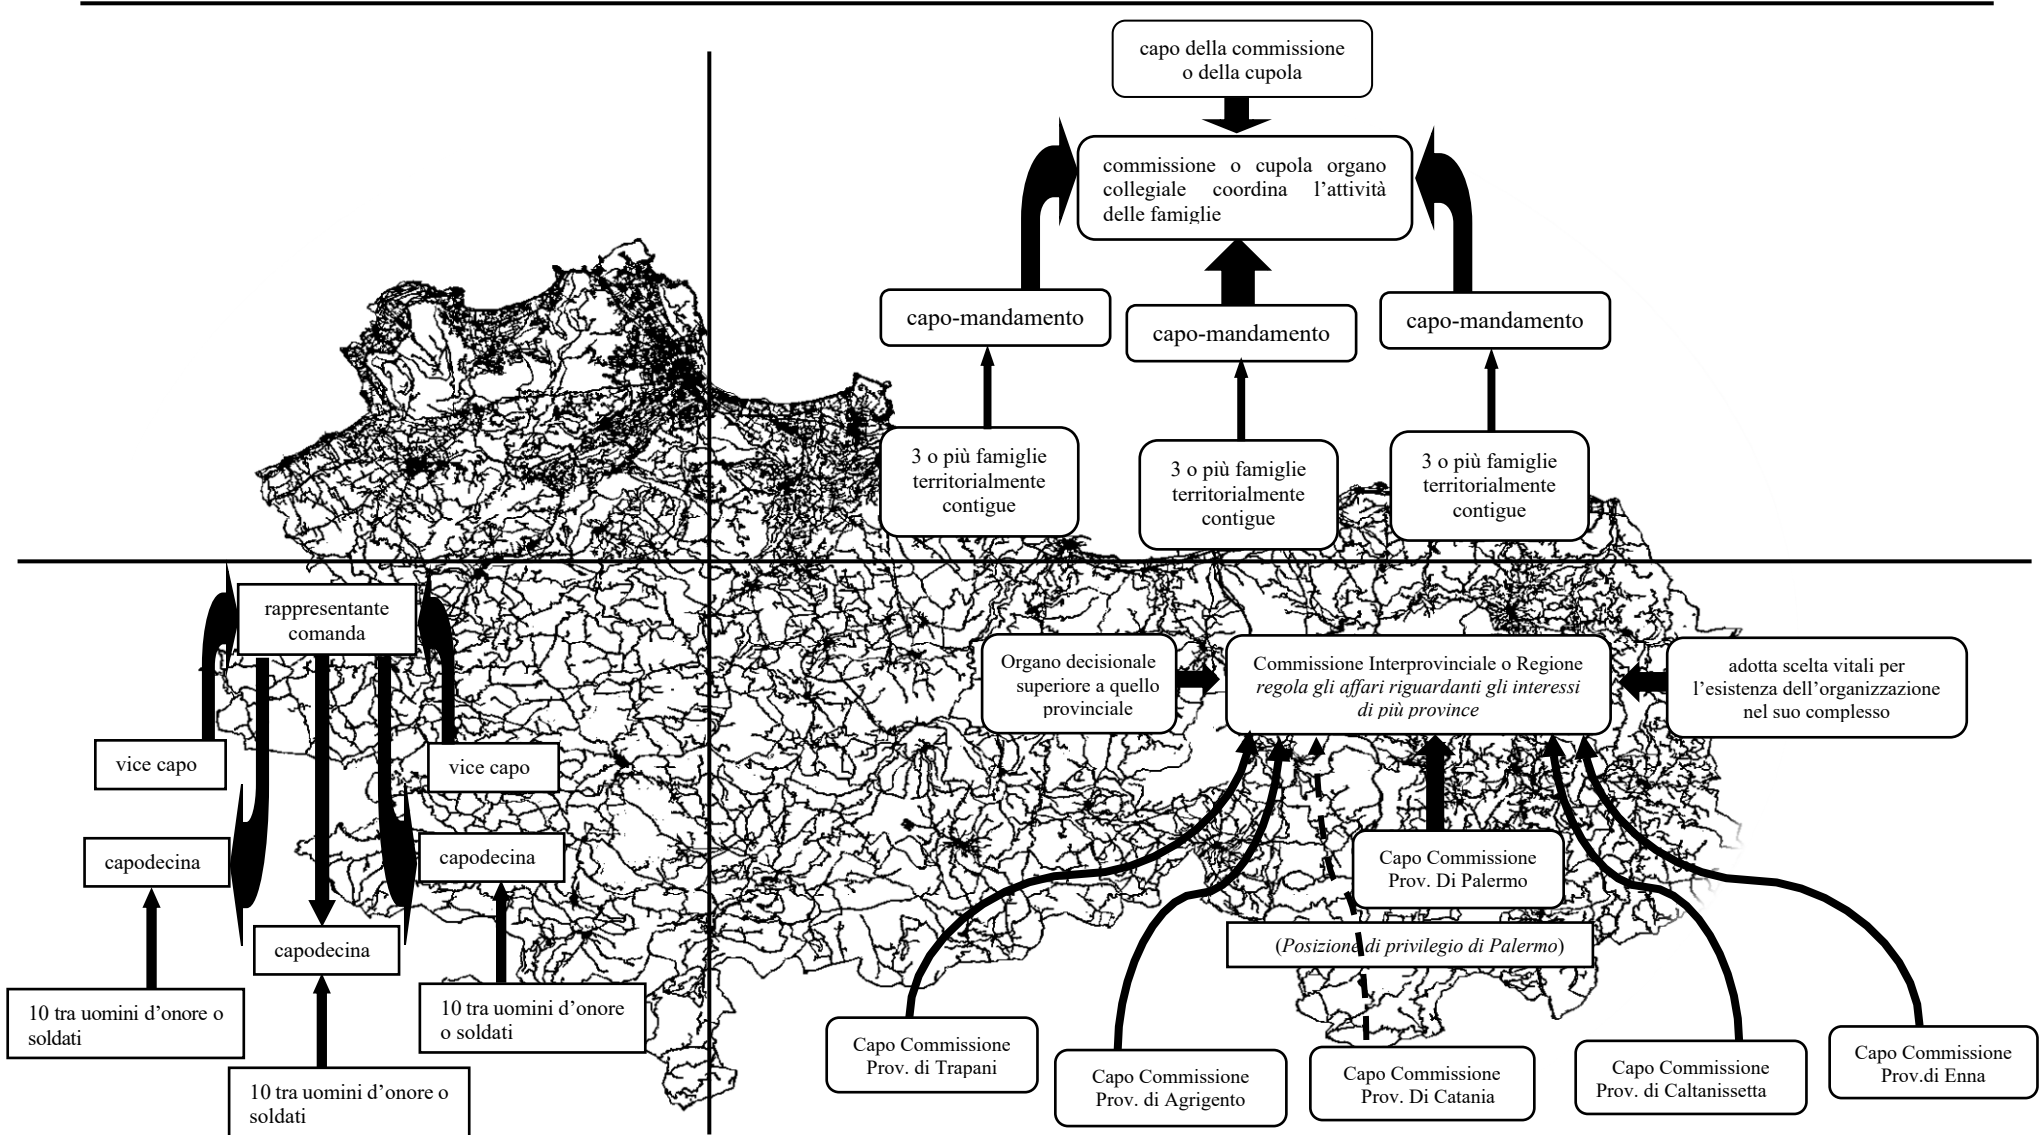 capo della commissione
o della cupola
commissione o cupola organo
collegiale coordina l’attività
delle famiglie
capo-mandamento
capo-mandamento
capo-mandamento
3 o più famiglie
territorialmente
contigue
3 o più famiglie
territorialmente
contigue
3 o più famiglie
territorialmente
contigue
rappresentante
comanda
vice capo
vice capo
capodecina
capodecina
capodecina
10 tra uomini d’onore o
soldati
10 tra uomini d’onore
o soldati
10 tra uomini d’onore o
soldati
Organo decisionale
superiore a quello
provinciale
Commissione Interprovinciale o Regione
regola gli affari riguardanti gli interessi
di più province
adotta scelta vitali per
l’esistenza dell’organizzazione
nel suo complesso
Capo Commissione
Prov. Di Palermo
(Posizione di privilegio di Palermo)
Capo Commissione
Prov. di Trapani
Capo Commissione
Prov. di Agrigento
Capo Commissione
Prov. Di Catania
Capo Commissione
Prov. di Caltanissetta
Capo Commissione
Prov.di Enna